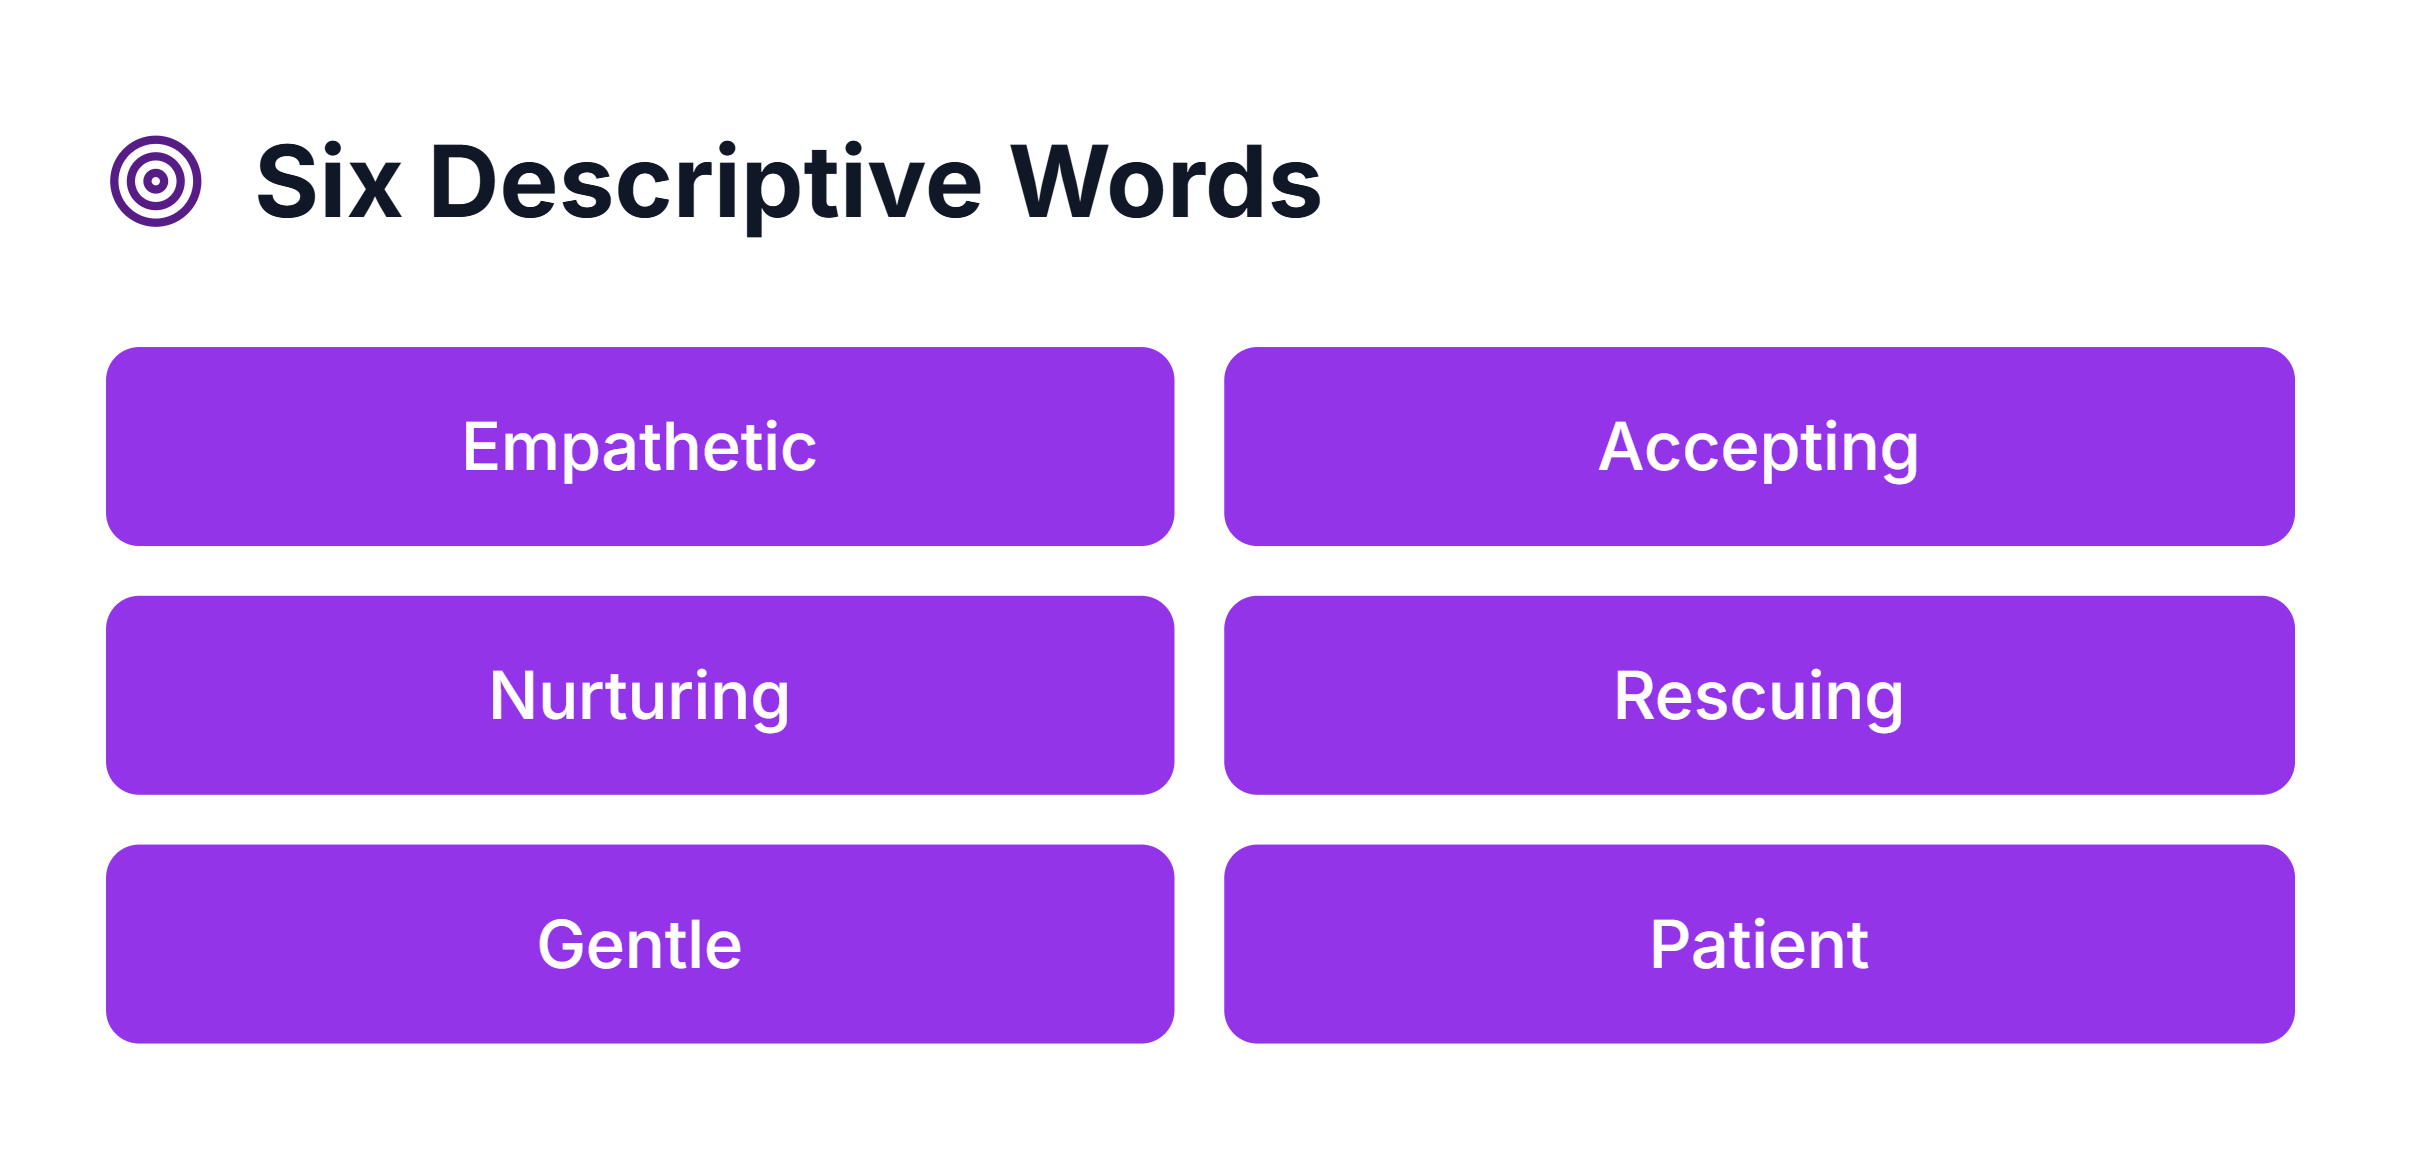 Six Descriptive Words
Empathetic
Accepting
Nurturing
Rescuing
Gentle
Patient